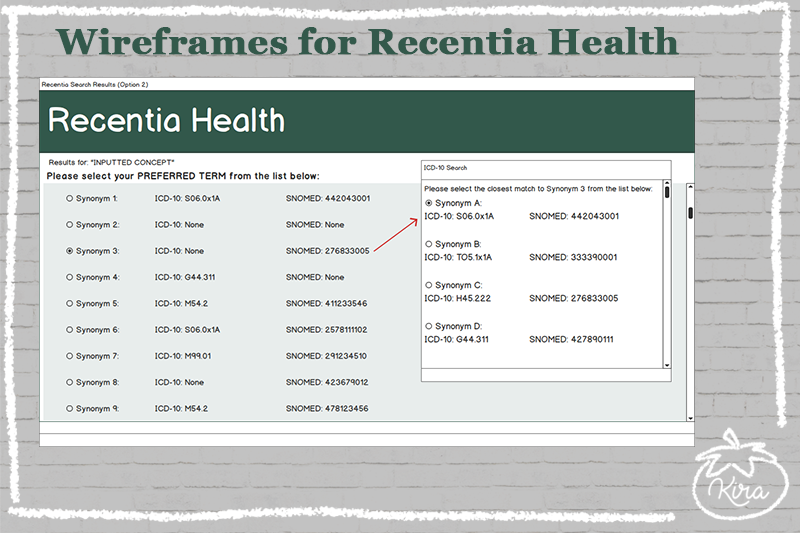 Wireframes for Recentia Health
Recentia Search Results (Option 2)
Recentia Health
Results for: "INPUTTED CONCEPT"
Please select your PREFERRED TERM from the list below:
Synonym 1: ICD-10: S06.0x1A SNOMED: 442043001
Synonym 2: ICD-10: None SNOMED: None
Synonym 3: ICD-10: None SNOMED: 276833005
Synonym 4: ICD-10: G44.311 SNOMED: None
Synonym 5: ICD-10: M54.2 SNOMED: 411233546
Synonym 6: ICD-10: S06.0x1A SNOMED: 2578111102
Synonym 7: ICD-10: M99.01 SNOMED: 291234510
Synonym 8: ICD-10: None SNOMED: 423679012
Synonym 9: ICD-10: M54.2 SNOMED: 478123456
ICD-10 Search
Please select the closest match to Synonym 3 from the list below:
Synonym A:
ICD-10: S06.0x1A SNOMED: 442043001
Synonym B:
ICD-10: TO5.1x1A SNOMED: 333390001
Synonym C:
ICD-10: H45.222 SNOMED: 276833005
Synonym D:
ICD-10: G44.311 SNOMED: 427890111
Kira